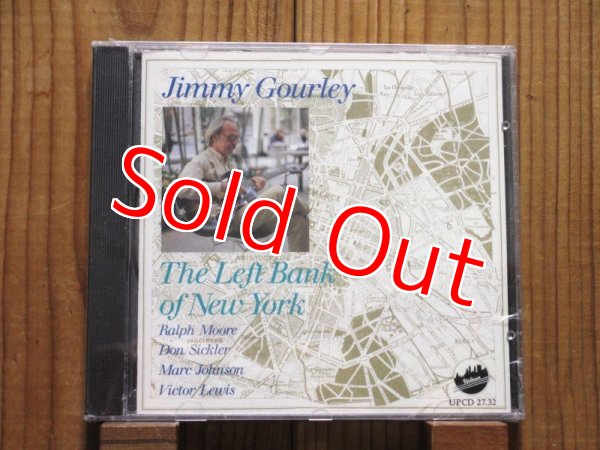 Jimmy Gourley
Sold Out
The Left Bank
of New York
Ralph Moore
Don Sickler
Marc Johnson
Victor Lewis
UPCD 27.32